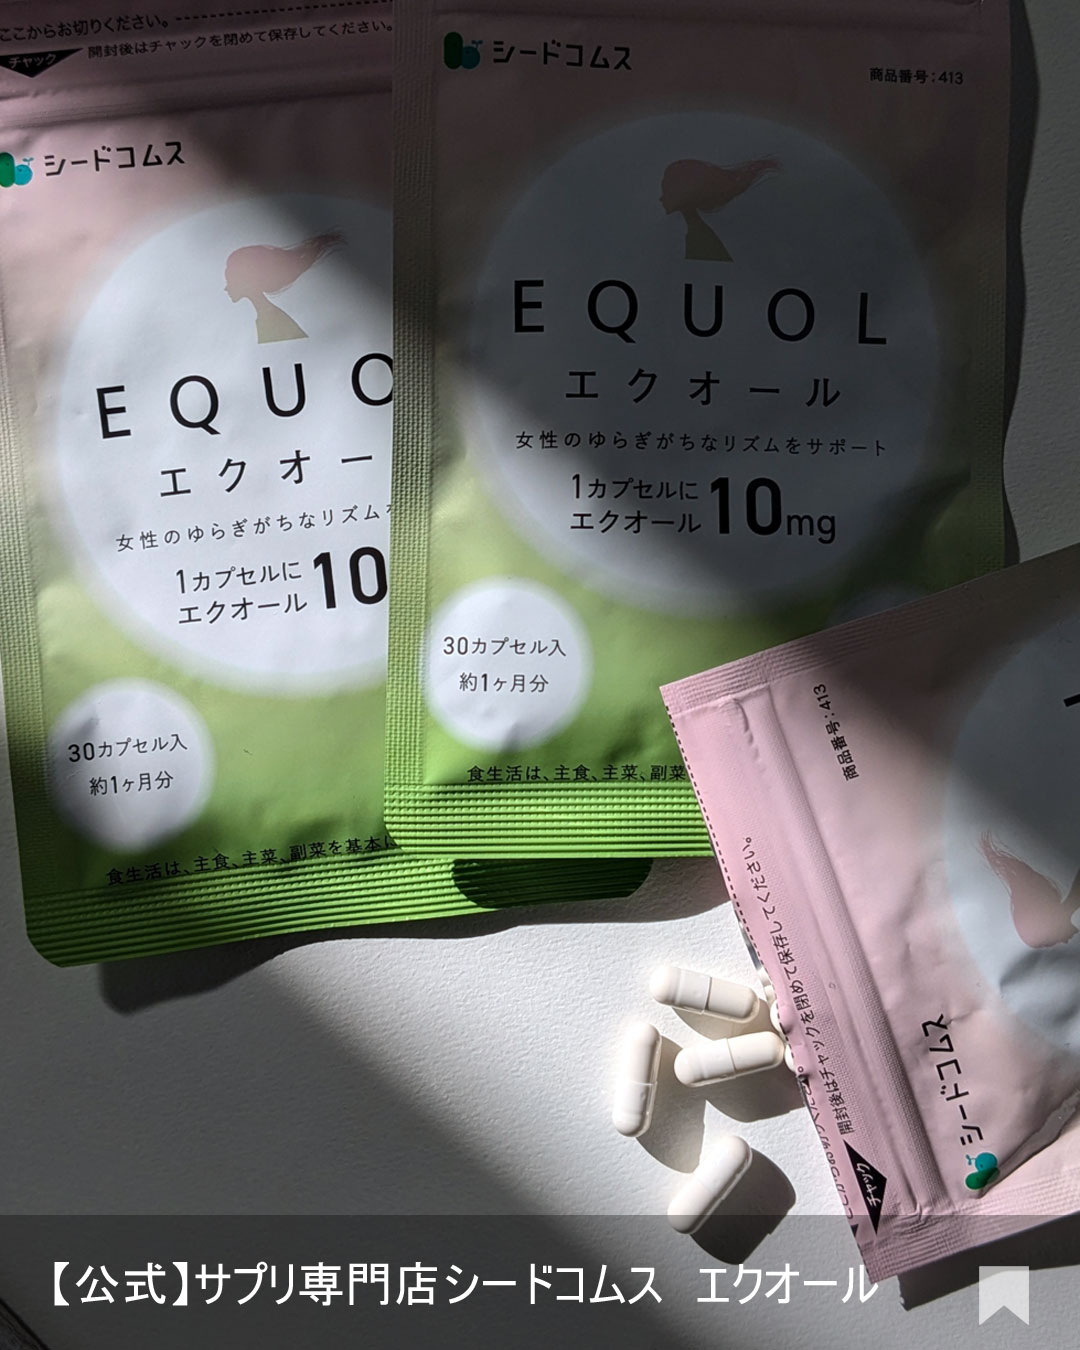 ここからお切りください。
チャック
開封後はチャックを閉めて保存してください。
シードコムス
EQUO
エクオー
女性のゆらぎがちなリズム
1カプセルに
エクオール10
30カプセル入
約1ヶ月分
食生活は、主食、主菜、副菜を基本に
シードコムス
商品番号：413
EQUOL
エクオール
女性のゆらぎがちなリズムをサポート
1カプセルに
エクオール10mg
30カプセル入
約1ヶ月分
食生活は、主食、主菜、副菜
商品番号：413
開封後はチャックを閉めて保存してください。
チャック
シードコムス
【公式】サプリ専門店シードコムス　エクオール